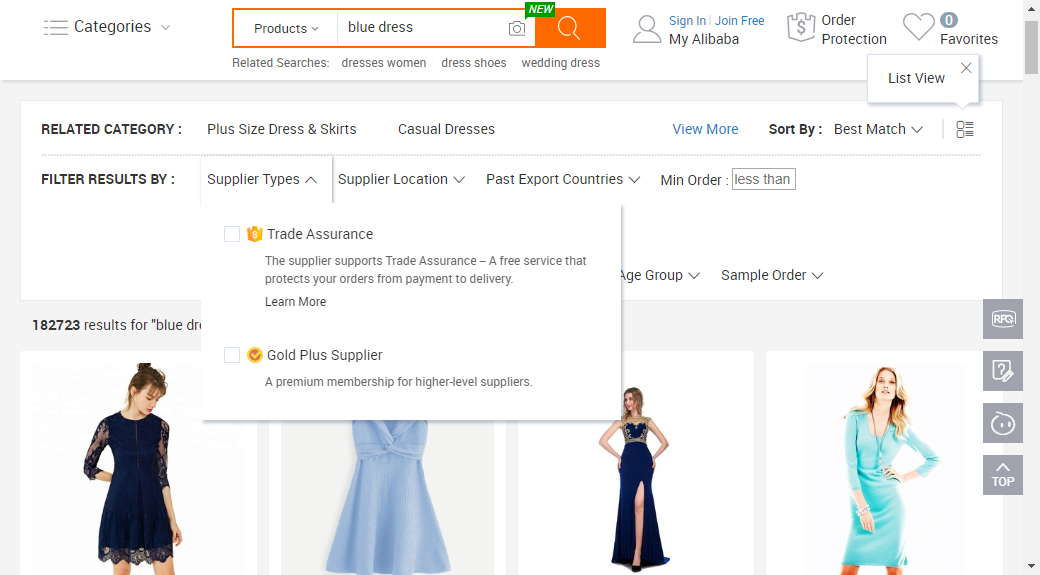 Categories
Products
blue dress
NEW
Sign In | Join Free
My Alibaba
Order
Protection
0
Favorites
Related Searches: dresses women dress shoes wedding dress
List View
RELATED CATEGORY : Plus Size Dress & Skirts Casual Dresses View More Sort By : Best Match
FILTER RESULTS BY : Supplier Types Supplier Location Past Export Countries Min Order : less than
Trade Assurance
The supplier supports Trade Assurance – A free service that
protects your orders from payment to delivery.
Learn More
Age Group Sample Order
182723 results for "blue dre
RFQ
Gold Plus Supplier
A premium membership for higher-level suppliers.
TOP